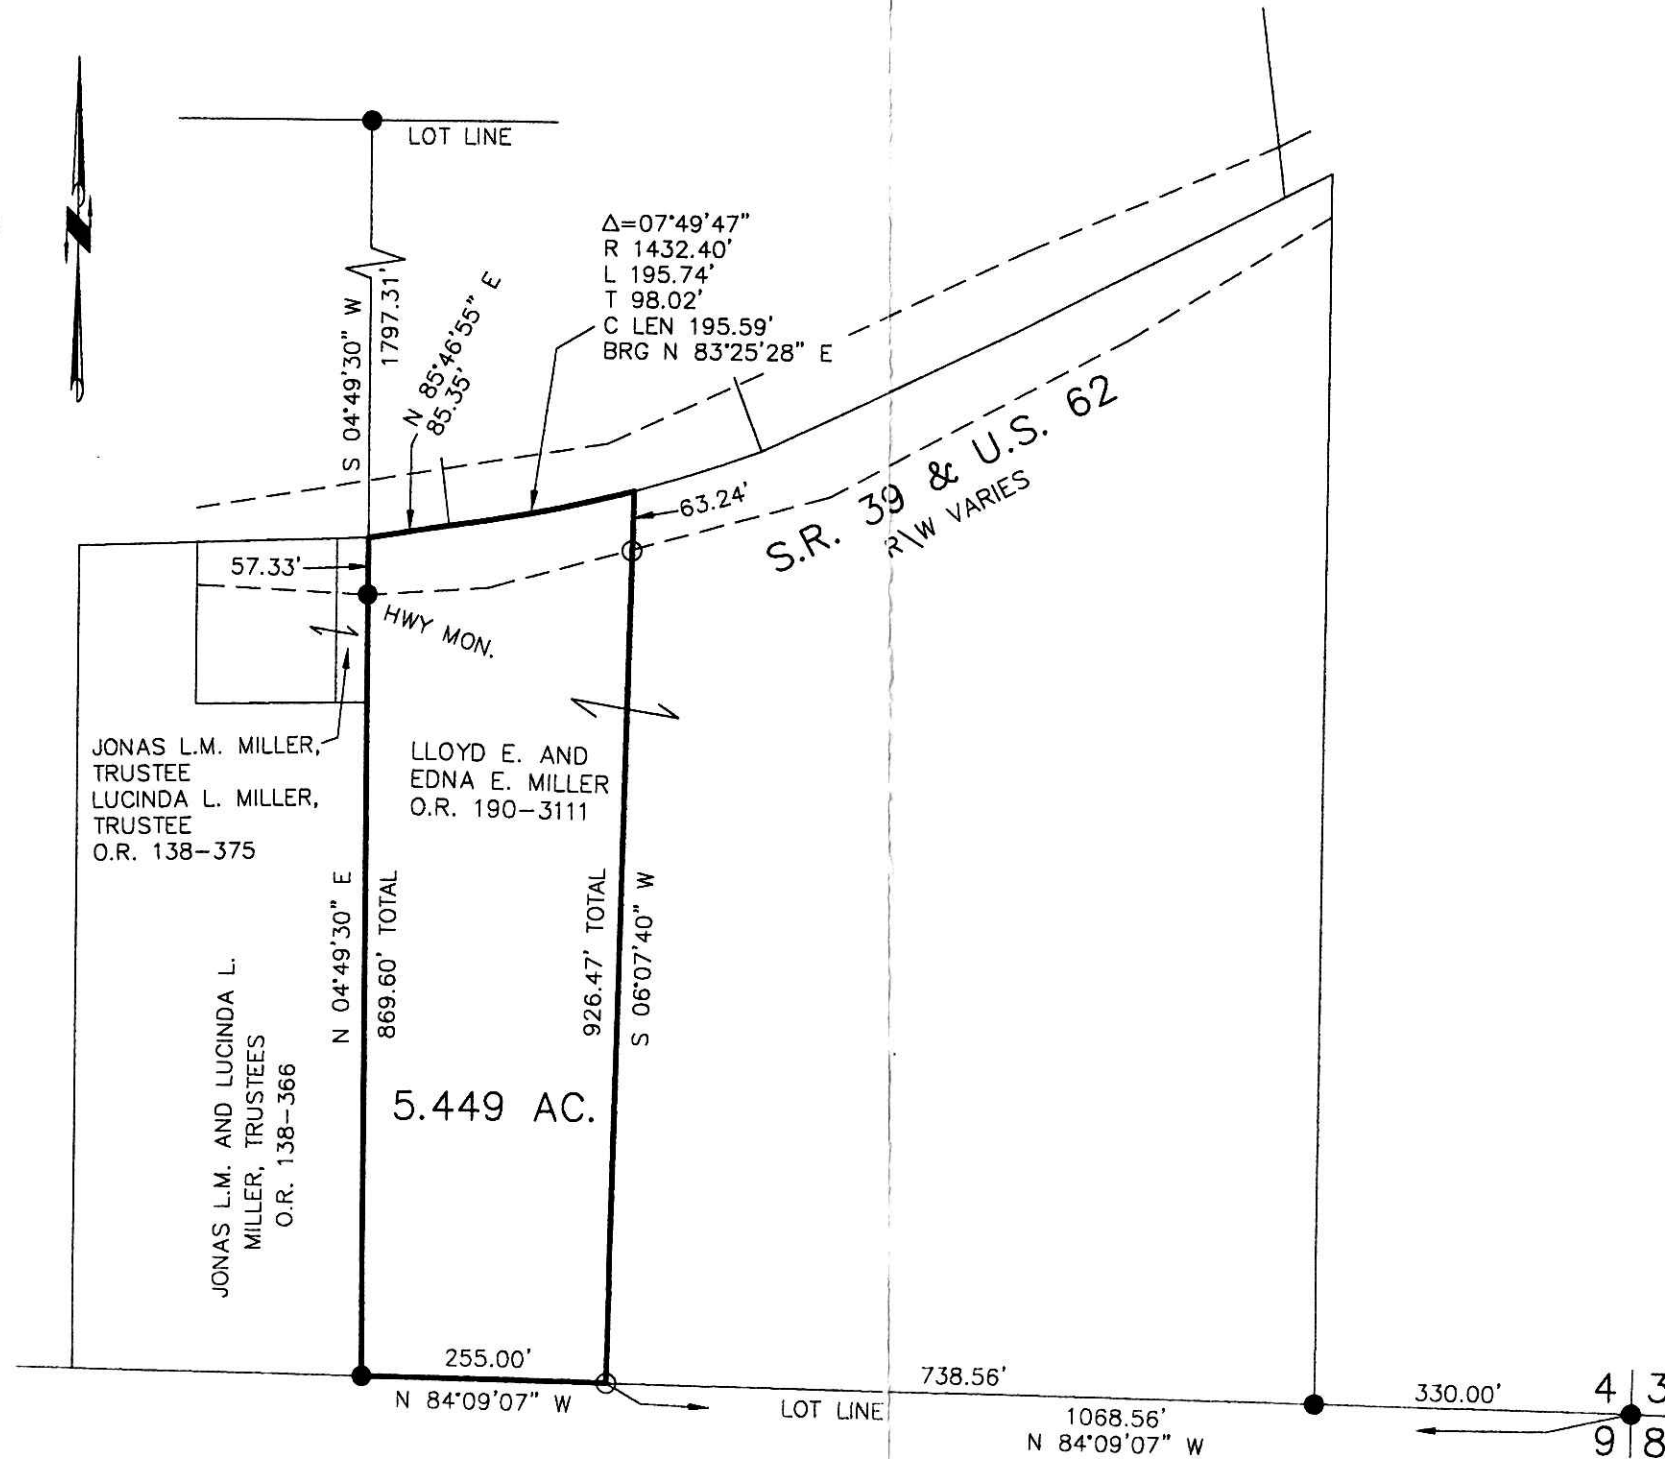 LOT LINE
S 04°49'30" W
1797.31'
N 85°46'55" E
85.35'
Δ=07°49'47"
R 1432.40'
L 195.74'
T 98.02'
C LEN 195.59'
BRG N 83°25'28" E
63.24'
S.R. 39 & U.S. 62
R\W VARIES
57.33'
HWY MON.
JONAS L.M. MILLER,
TRUSTEE
LUCINDA L. MILLER,
TRUSTEE
O.R. 138-375
LLOYD E. AND
EDNA E. MILLER
O.R. 190-3111
N 04°49'30" E
869.60' TOTAL
926.47' TOTAL
S 06°07'40" W
JONAS L.M. AND LUCINDA L.
MILLER, TRUSTEES
O.R. 138-366
5.449 AC.
255.00'
N 84°09'07" W
LOT LINE
738.56'
1068.56'
N 84°09'07" W
330.00'
4 3
9 8